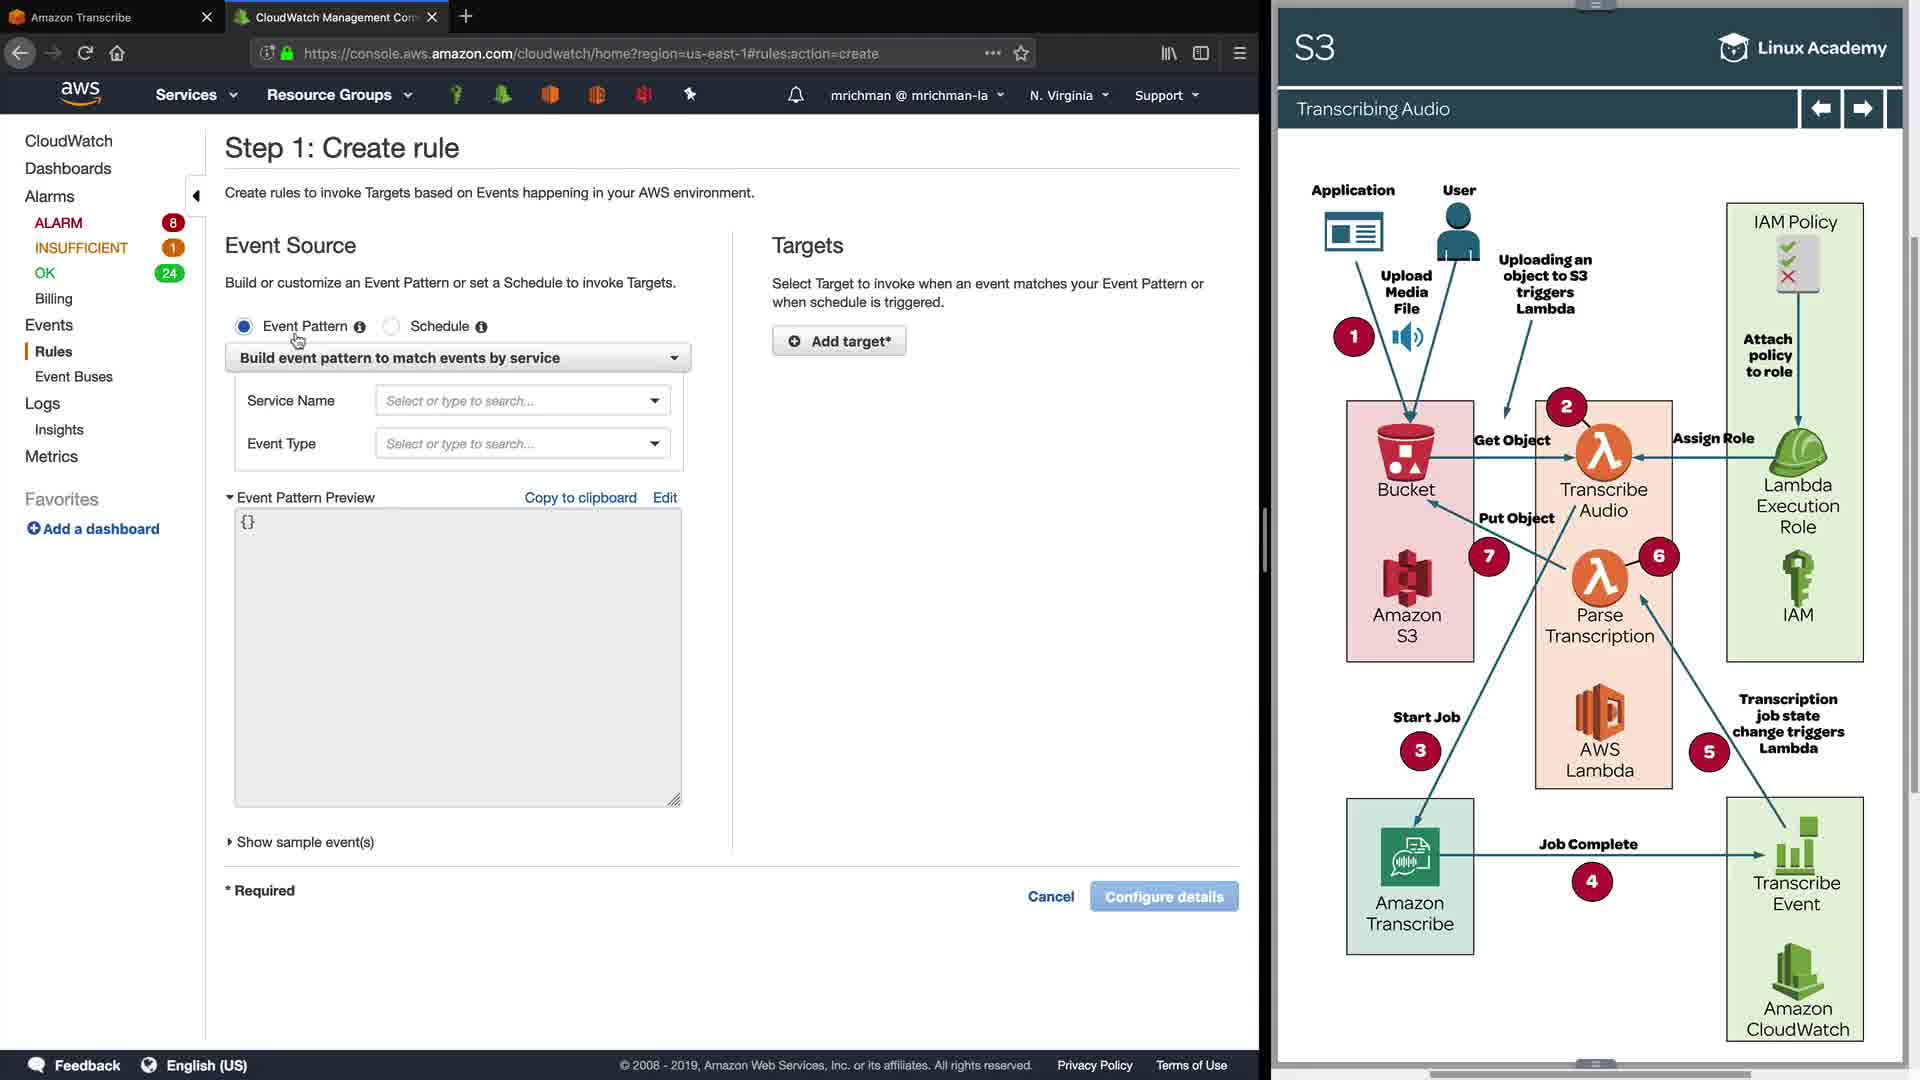 Amazon Transcribe
CloudWatch Management Con
https://console.aws.amazon.com/cloudwatch/home?region=us-east-1#rules:action=create
aws
Services
Resource Groups
mrichman @ mrichman-la
N. Virginia
Support
CloudWatch
Dashboards
Alarms
ALARM 8
INSUFFICIENT 1
OK 24
Billing
Events
Rules
Event Buses
Logs
Insights
Metrics
Favorites
Add a dashboard
Step 1: Create rule
Create rules to invoke Targets based on Events happening in your AWS environment.
Event Source
Build or customize an Event Pattern or set a Schedule to invoke Targets.
Event Pattern
Schedule
Build event pattern to match events by service
Service Name
Select or type to search...
Event Type
Select or type to search...
Event Pattern Preview
Copy to clipboard
Edit
{}
Show sample event(s)
* Required
Targets
Select Target to invoke when an event matches your Event Pattern or
when schedule is triggered.
Add target*
Cancel
Configure details
Feedback
English (US)
© 2008 - 2019, Amazon Web Services, Inc. or its affiliates. All rights reserved.
Privacy Policy
Terms of Use
S3
Linux Academy
Transcribing Audio
Application
User
Upload
Media
File
1
Uploading an
object to S3
triggers
Lambda
IAM Policy
Attach
policy
to role
2
Get Object
Assign Role
Bucket
Transcribe
Audio
Lambda
Execution
Role
Put Object
7
6
Amazon
S3
Parse
Transcription
IAM
Start Job
3
AWS
Lambda
5
Transcription
job state
change triggers
Lambda
Job Complete
4
Amazon
Transcribe
Transcribe
Event
Amazon
CloudWatch